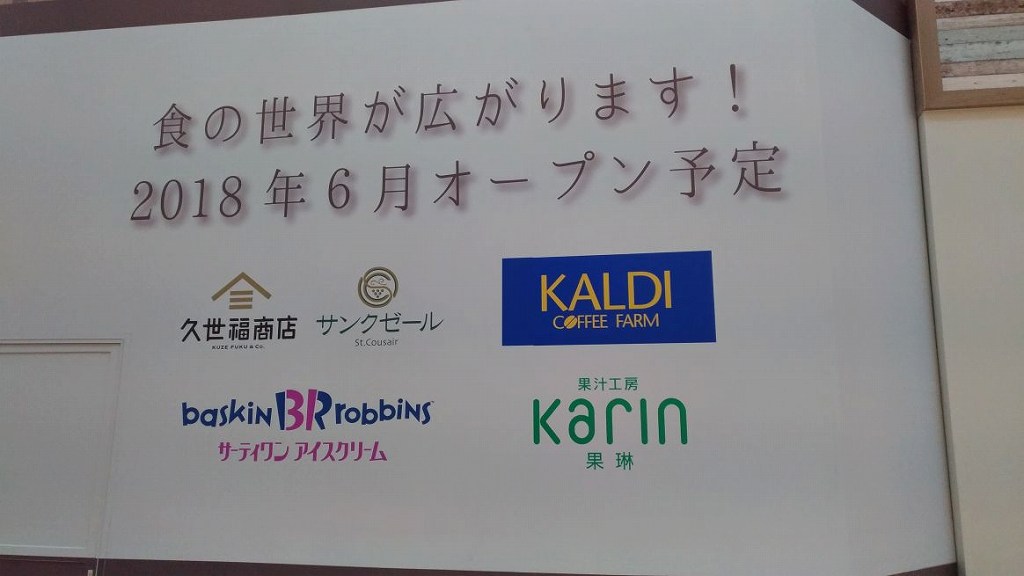 食の世界が広がります！
2018年6月オープン予定
久世福商店
KUZE FUKU & Co.
サンクゼール
St.Cousair
KALDI
COFFEE FARM
baskin BR robbins
サーティワン アイスクリーム
果汁工房
Karin
果琳